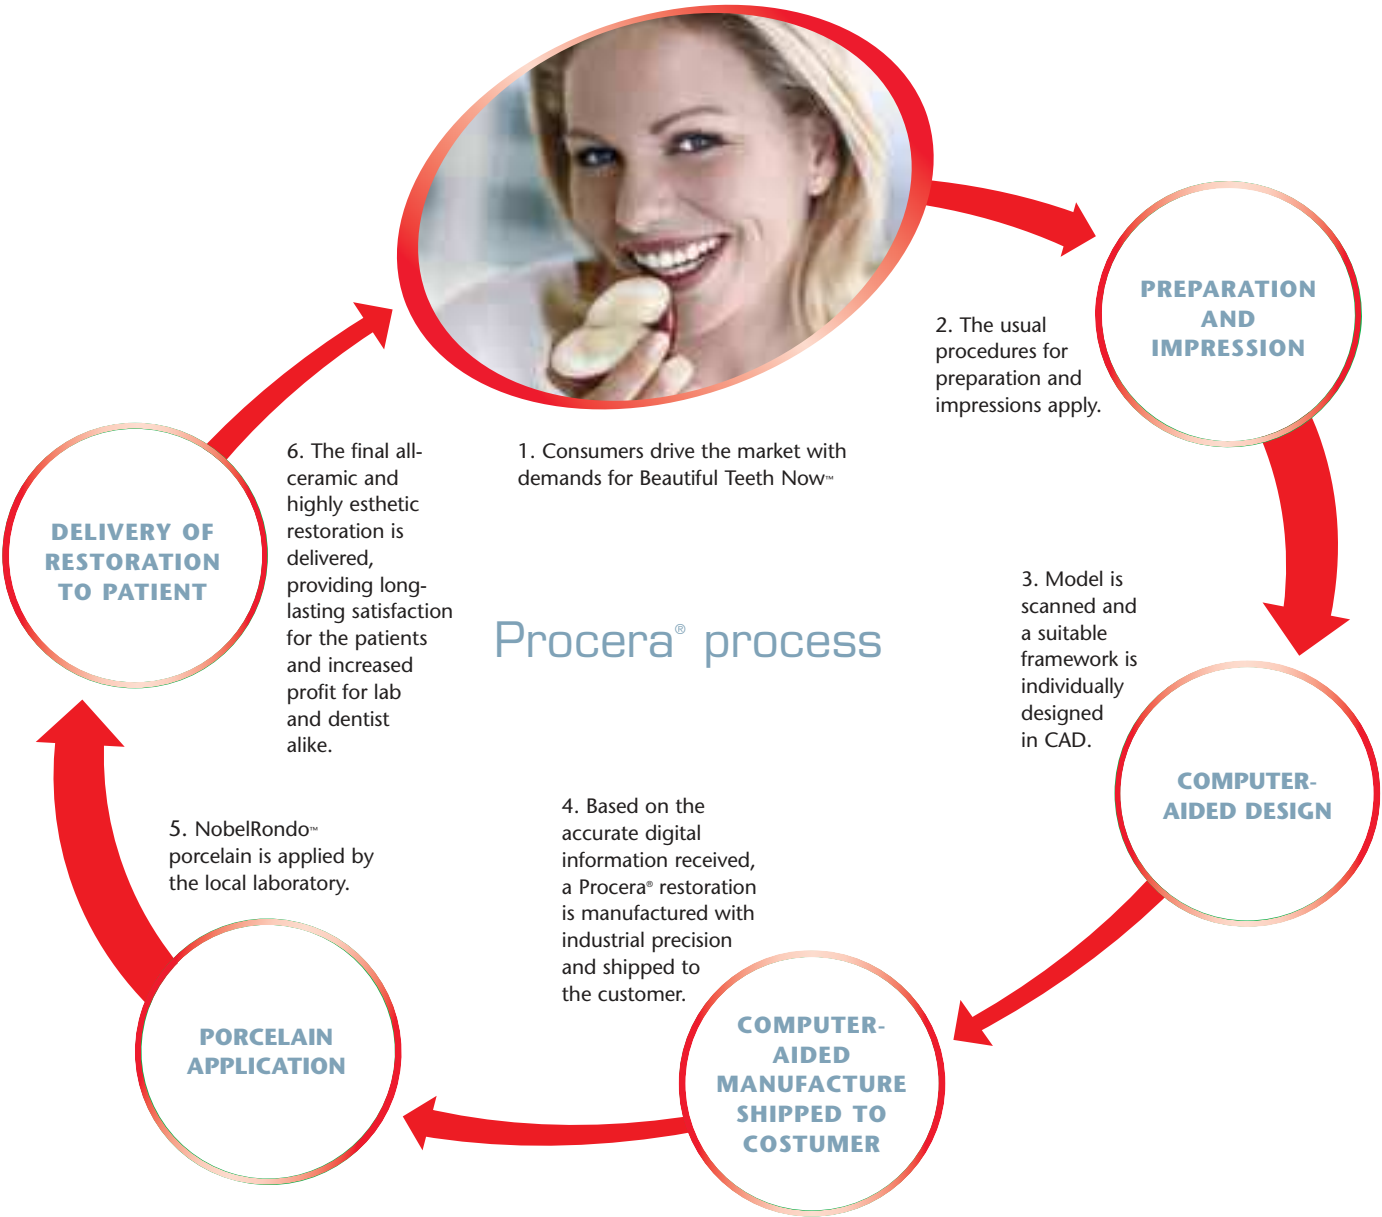 1. Consumers drive the market with
demands for Beautiful Teeth Now™
PREPARATION
AND
IMPRESSION
2. The usual
procedures for
preparation and
impressions apply.
COMPUTER-
AIDED DESIGN
3. Model is
scanned and
a suitable
framework is
individually
designed
in CAD.
COMPUTER-
AIDED
MANUFACTURE
SHIPPED TO
COSTUMER
4. Based on the
accurate digital
information received,
a Procera® restoration
is manufactured with
industrial precision
and shipped to
the customer.
PORCELAIN
APPLICATION
5. NobelRondo™
porcelain is applied by
the local laboratory.
DELIVERY OF
RESTORATION
TO PATIENT
6. The final all-
ceramic and
highly esthetic
restoration is
delivered,
providing long-
lasting satisfaction
for the patients
and increased
profit for lab
and dentist
alike.
Procera® process